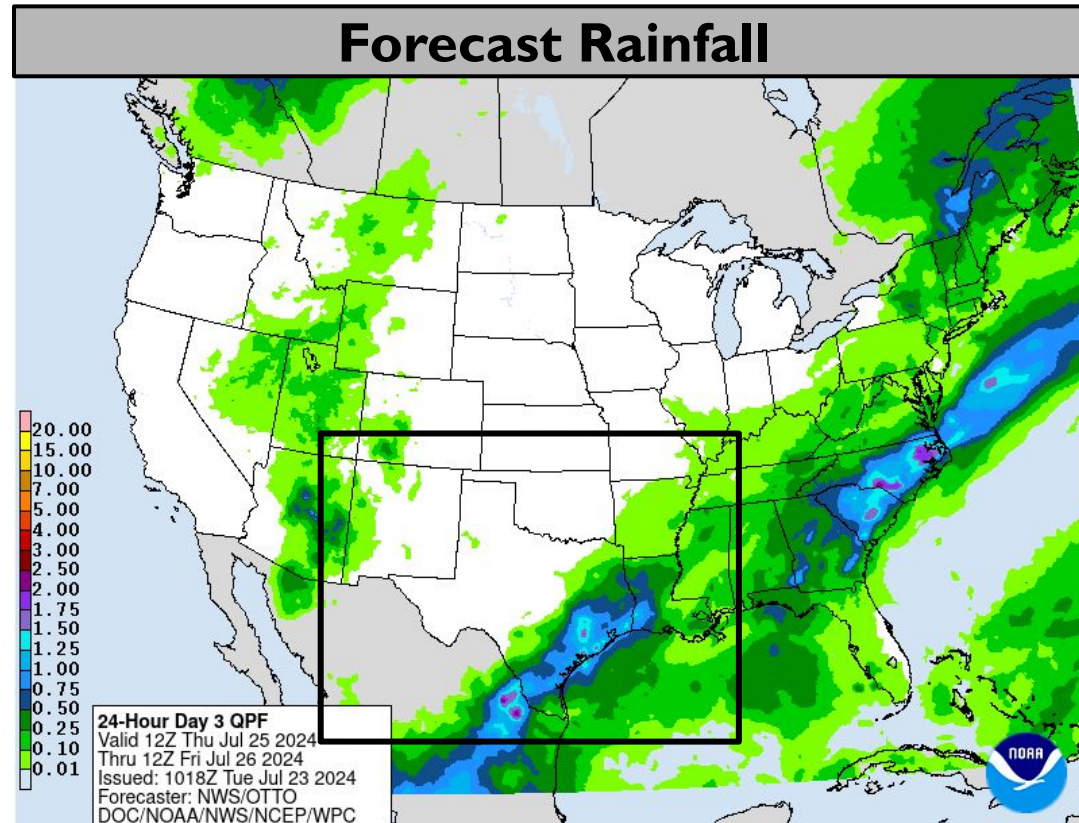 Forecast Rainfall
20.00
15.00
10.00
7.00
5.00
4.00
3.00
2.50
2.00
1.75
1.50
1.25
1.00
0.75
0.50
0.25
0.10
0.01
24-Hour Day 3 QPF
Valid 12Z Thu Jul 25 2024
Thru 12Z Fri Jul 26 2024
Issued: 1018Z Tue Jul 23 2024
Forecaster: NWS/OTTO
DOC/NOAA/NWS/NCEP/WPC
NOAA